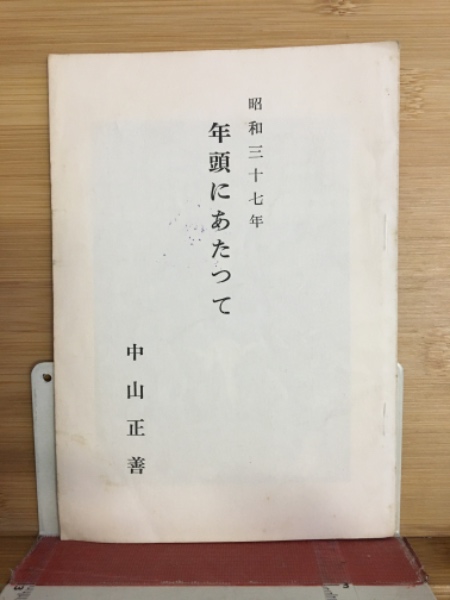 昭和三十七年
年頭にあたつて
中山正善